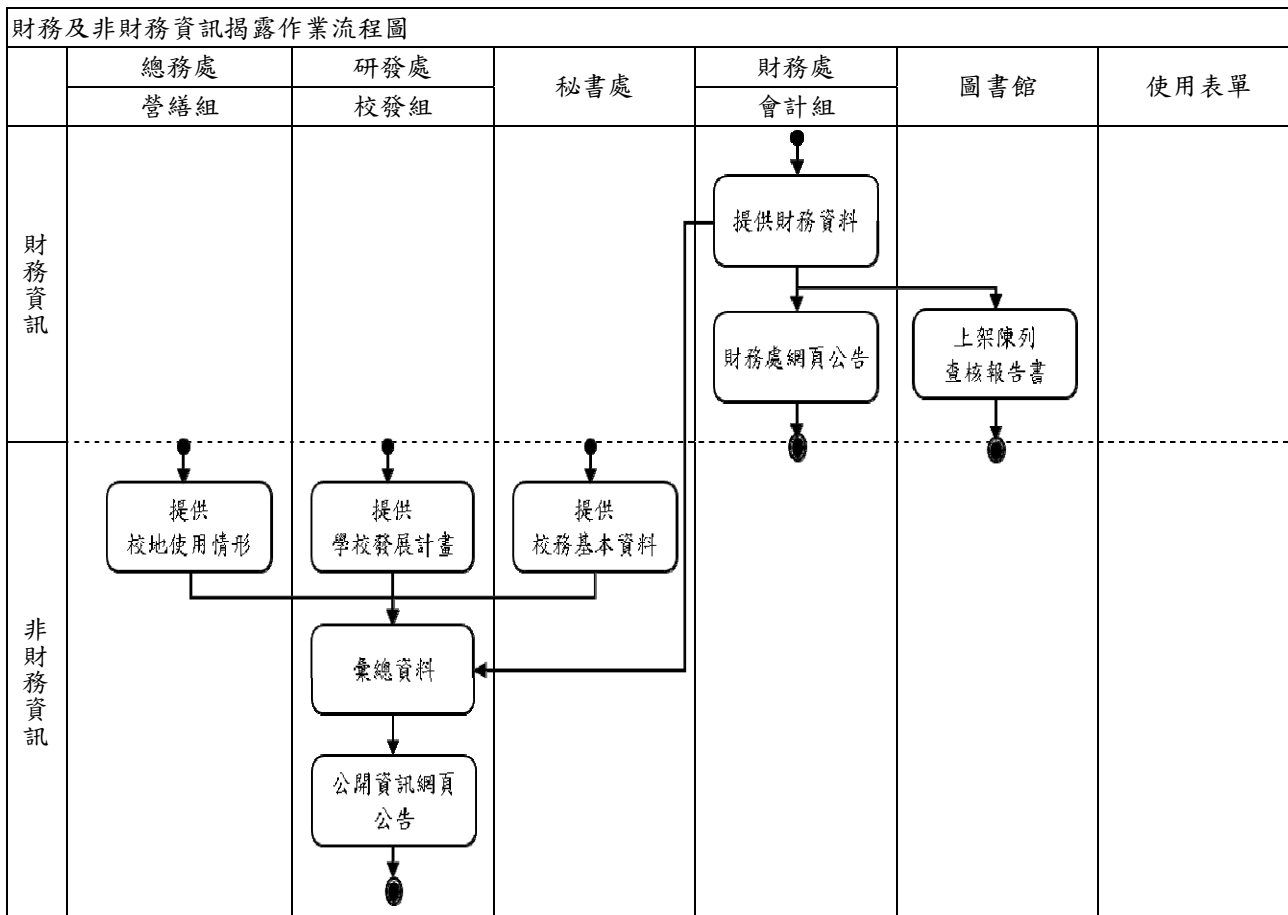 財務及非財務資訊揭露作業流程圖
總務處
研發處
秘書處
財務處
圖書館
使用表單
營繕組
校發組
會計組
財務資訊
提供財務資料
財務處網頁公告
上架陳列
查核報告書
非財務資訊
提供
校地使用情形
提供
學校發展計畫
提供
校務基本資料
彙總資料
公開資訊網頁
公告